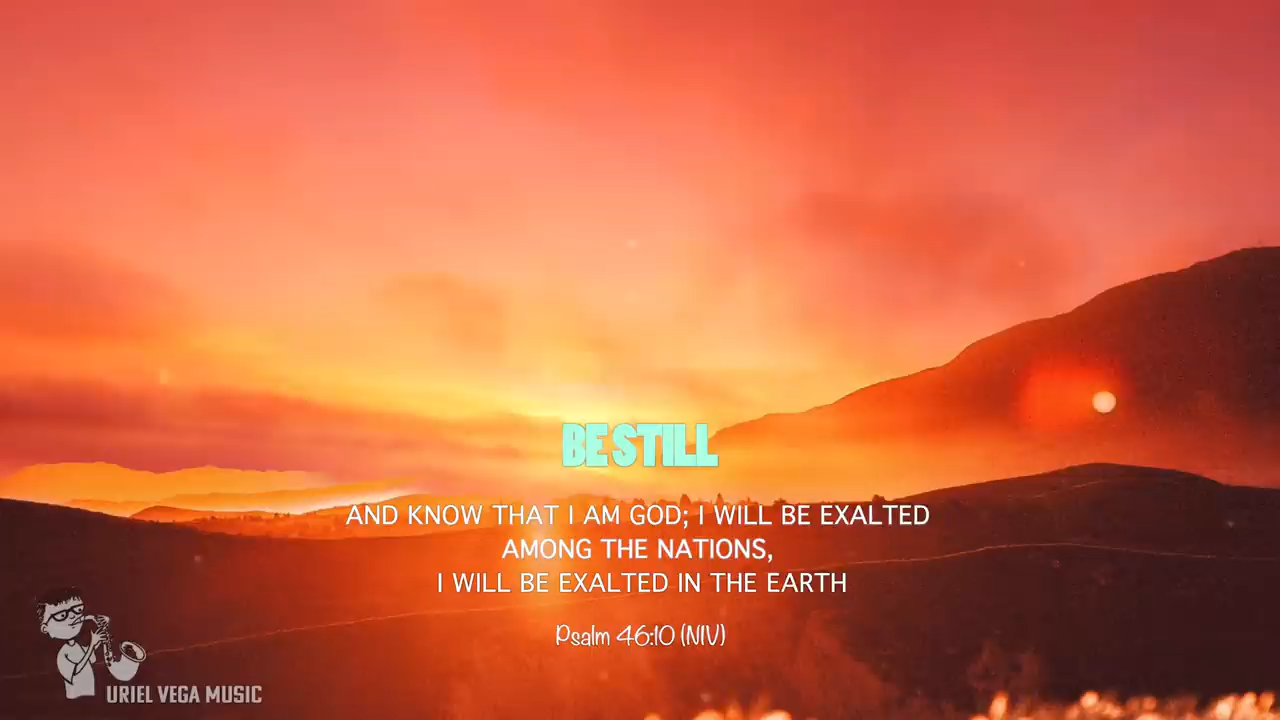 BE STILL
AND KNOW THAT I AM GOD; I WILL BE EXALTED
AMONG THE NATIONS,
I WILL BE EXALTED IN THE EARTH
Psalm 46:10 (NIV)
URIEL VEGA MUSIC